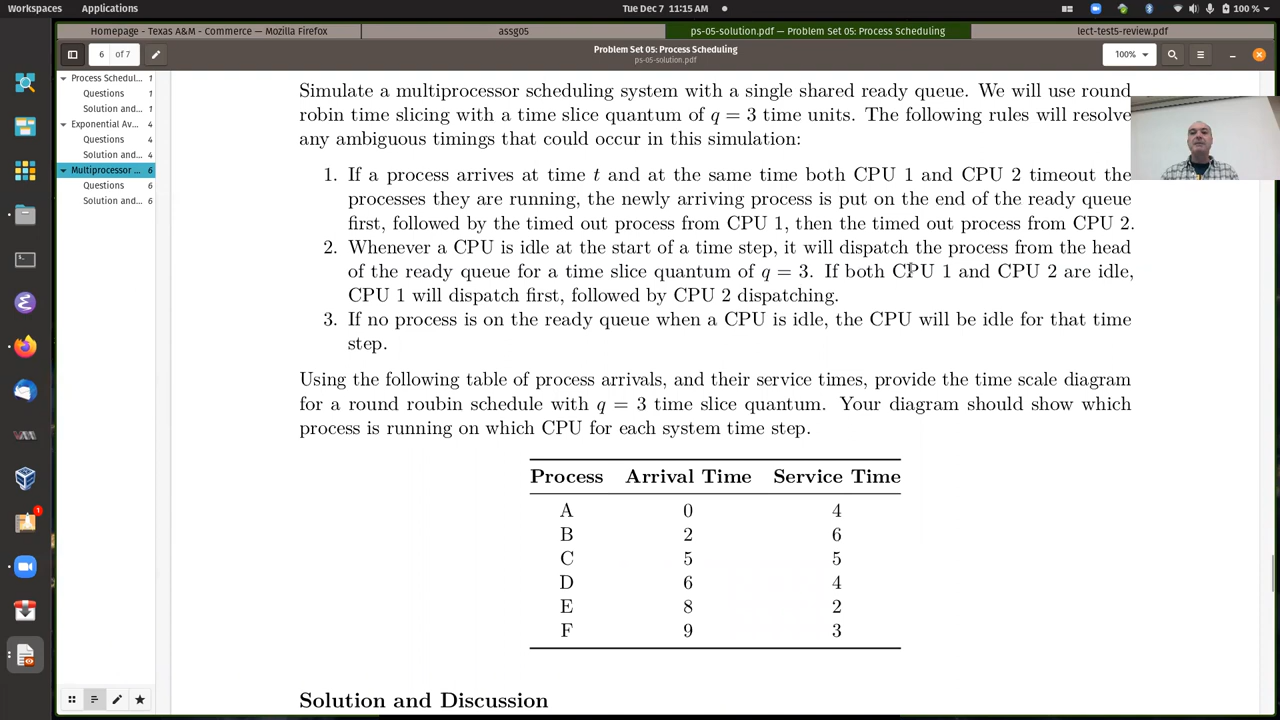 Workspaces
Applications
Tue Dec 7 11:15 AM
100 %
Homepage - Texas A&M - Commerce — Mozilla Firefox
assg05
ps-05-solution.pdf — Problem Set 05: Process Scheduling
lect-test5-review.pdf
6 of 7
Problem Set 05: Process Scheduling
ps-05-solution.pdf
100%
Process Schedul... 1
Questions 1
Solution and... 1
Exponential Av... 4
Questions 4
Solution and... 4
Multiprocessor ... 6
Questions 6
Solution and... 6
Simulate a multiprocessor scheduling system with a single shared ready queue. We will use round
robin time slicing with a time slice quantum of q = 3 time units. The following rules will resolve
any ambiguous timings that could occur in this simulation:
1. If a process arrives at time t and at the same time both CPU 1 and CPU 2 timeout the
processes they are running, the newly arriving process is put on the end of the ready queue
first, followed by the timed out process from CPU 1, then the timed out process from CPU 2.
2. Whenever a CPU is idle at the start of a time step, it will dispatch the process from the head
of the ready queue for a time slice quantum of q = 3. If both CPU 1 and CPU 2 are idle,
CPU 1 will dispatch first, followed by CPU 2 dispatching.
3. If no process is on the ready queue when a CPU is idle, the CPU will be idle for that time
step.
Using the following table of process arrivals, and their service times, provide the time scale diagram
for a round roubin schedule with q = 3 time slice quantum. Your diagram should show which
process is running on which CPU for each system time step.
Process Arrival Time Service Time
A 0 4
B 2 6
C 5 5
D 6 4
E 8 2
F 9 3
Solution and Discussion
1